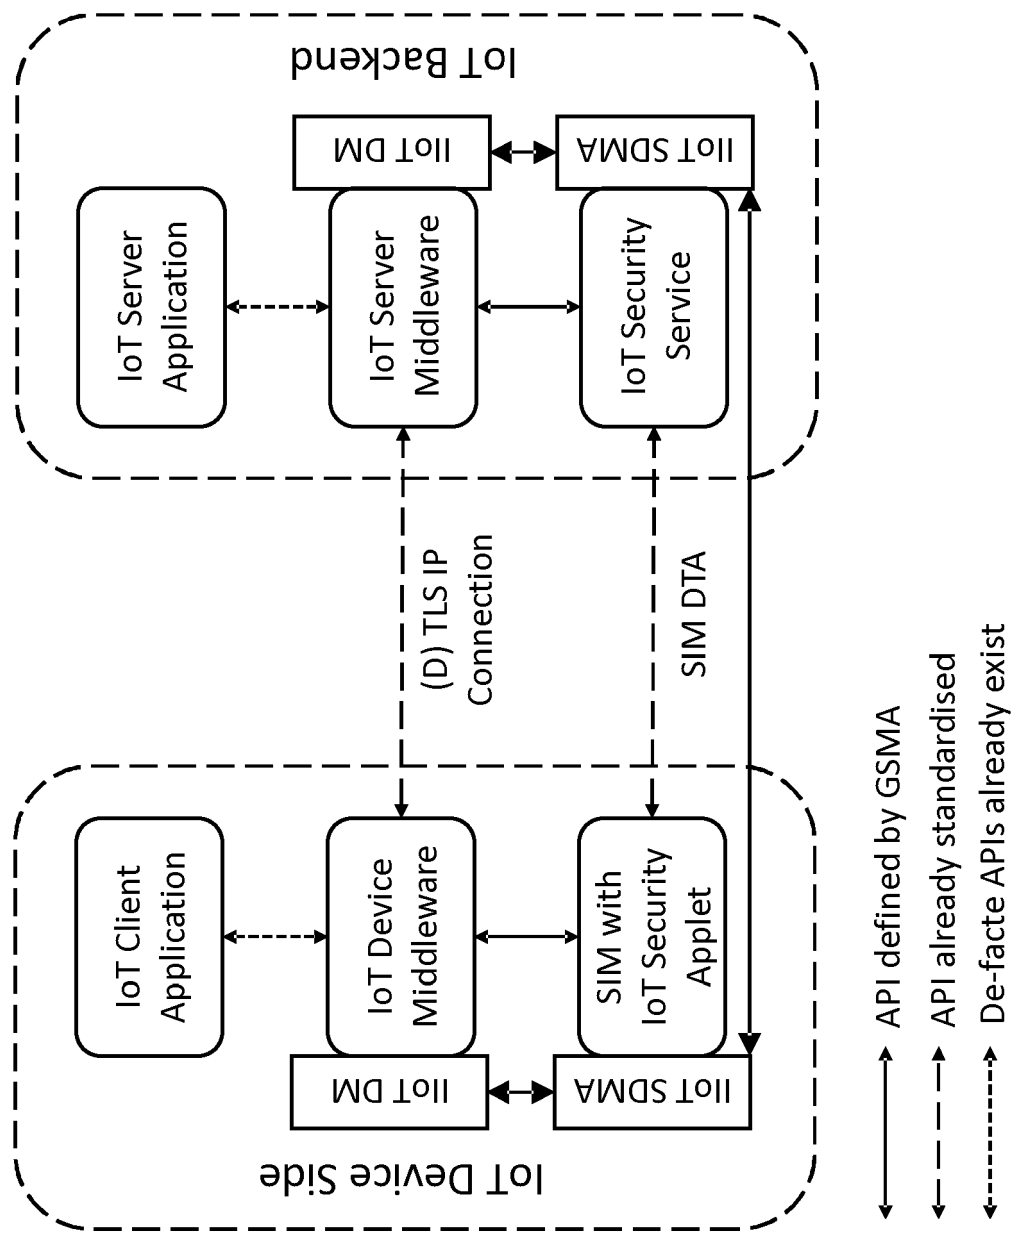 IoT Device Side
IoT Client
Application
IoT Device
Middleware
IIoT DM
SIM with
IoT Security
Applet
IIoT SDMA
(D) TLS IP
Connection
SIM DTA
IoT Backend
IoT Server
Application
IoT Server
Middleware
IIoT DM
IoT Security
Service
IIoT SDMA
API defined by GSMA
API already standardised
De-facte APIs already exist